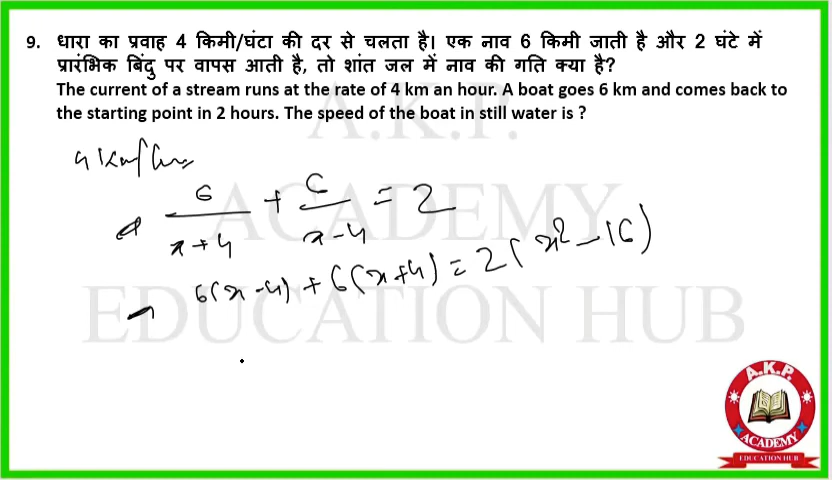 9. धारा का प्रवाह 4 किमी/घंटा की दर से चलता है। एक नाव 6 किमी जाती है और 2 घंटे में
प्रारंभिक बिंदु पर वापस आती है, तो शांत जल में नाव की गति क्या है?
The current of a stream runs at the rate of 4 km an hour. A boat goes 6 km and comes back to
the starting point in 2 hours. The speed of the boat in still water is ?
A.K.P.
4 km/hrs
ACADEMY
6/(x+4) + 6/(x-4) = 2
6(x-4) + 6(x+4) = 2(x²-16)
EDUCATION HUB
A.K.P.
ACADEMY
EDUCATION HUB